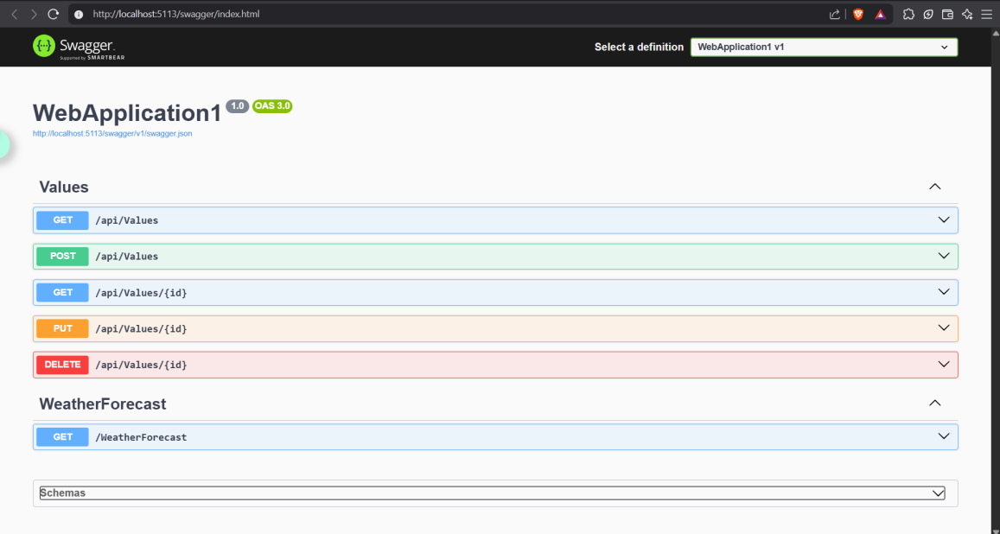 http://localhost:5113/swagger/index.html
{···} Swagger.
Supported by SMARTBEAR
Select a definition
WebApplication1 v1
WebApplication1 1.0 OAS 3.0
http://localhost:5113/swagger/v1/swagger.json
Values
GET /api/Values
POST /api/Values
GET /api/Values/{id}
PUT /api/Values/{id}
DELETE /api/Values/{id}
WeatherForecast
GET /WeatherForecast
Schemas